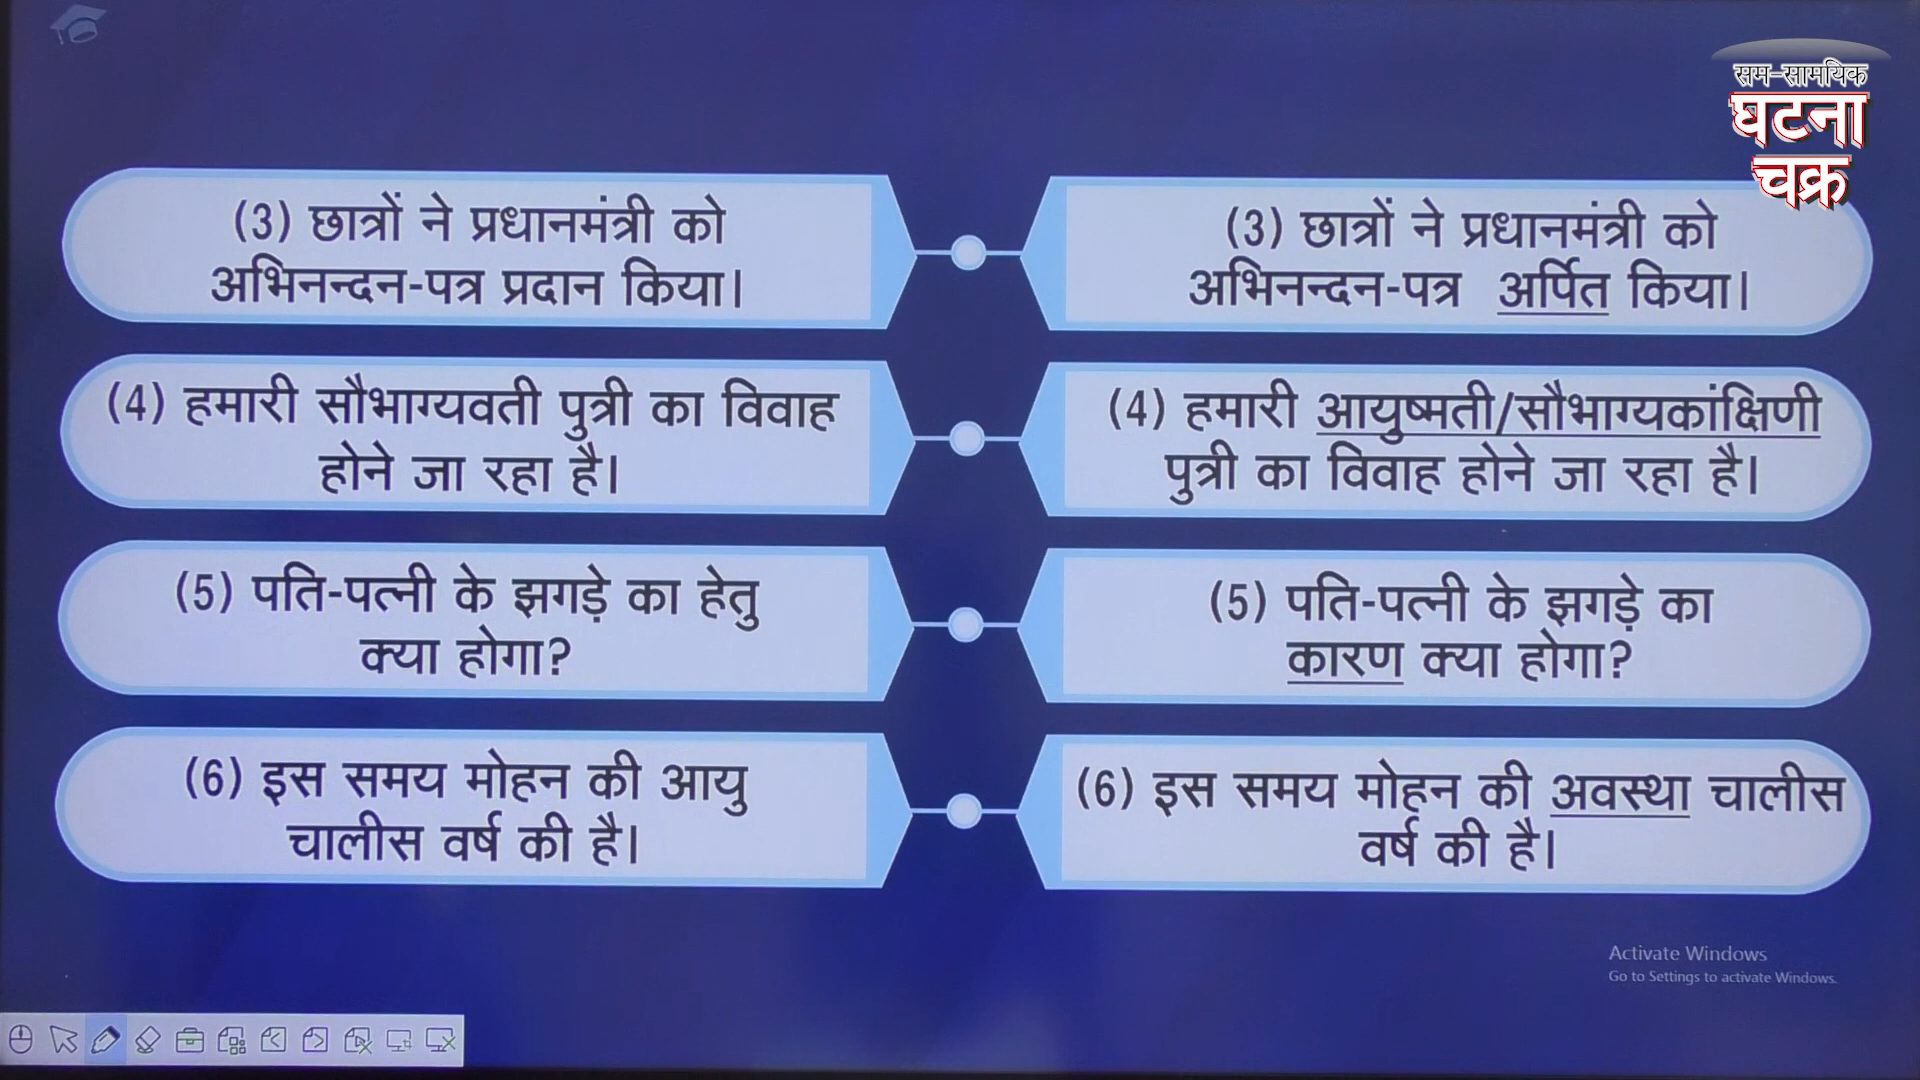 सम-सामयिक
घटना
चक्र
(3) छात्रों ने प्रधानमंत्री को
अभिनन्दन-पत्र प्रदान किया।
(3) छात्रों ने प्रधानमंत्री को
अभिनन्दन-पत्र अर्पित किया।
(4) हमारी सौभाग्यवती पुत्री का विवाह
होने जा रहा है।
(4) हमारी आयुष्मती/सौभाग्यकांक्षिणी
पुत्री का विवाह होने जा रहा है।
(5) पति-पत्नी के झगड़े का हेतु
क्या होगा?
(5) पति-पत्नी के झगड़े का
कारण क्या होगा?
(6) इस समय मोहन की आयु
चालीस वर्ष की है।
(6) इस समय मोहन की अवस्था चालीस
वर्ष की है।
Activate Windows
Go to Settings to activate Windows.